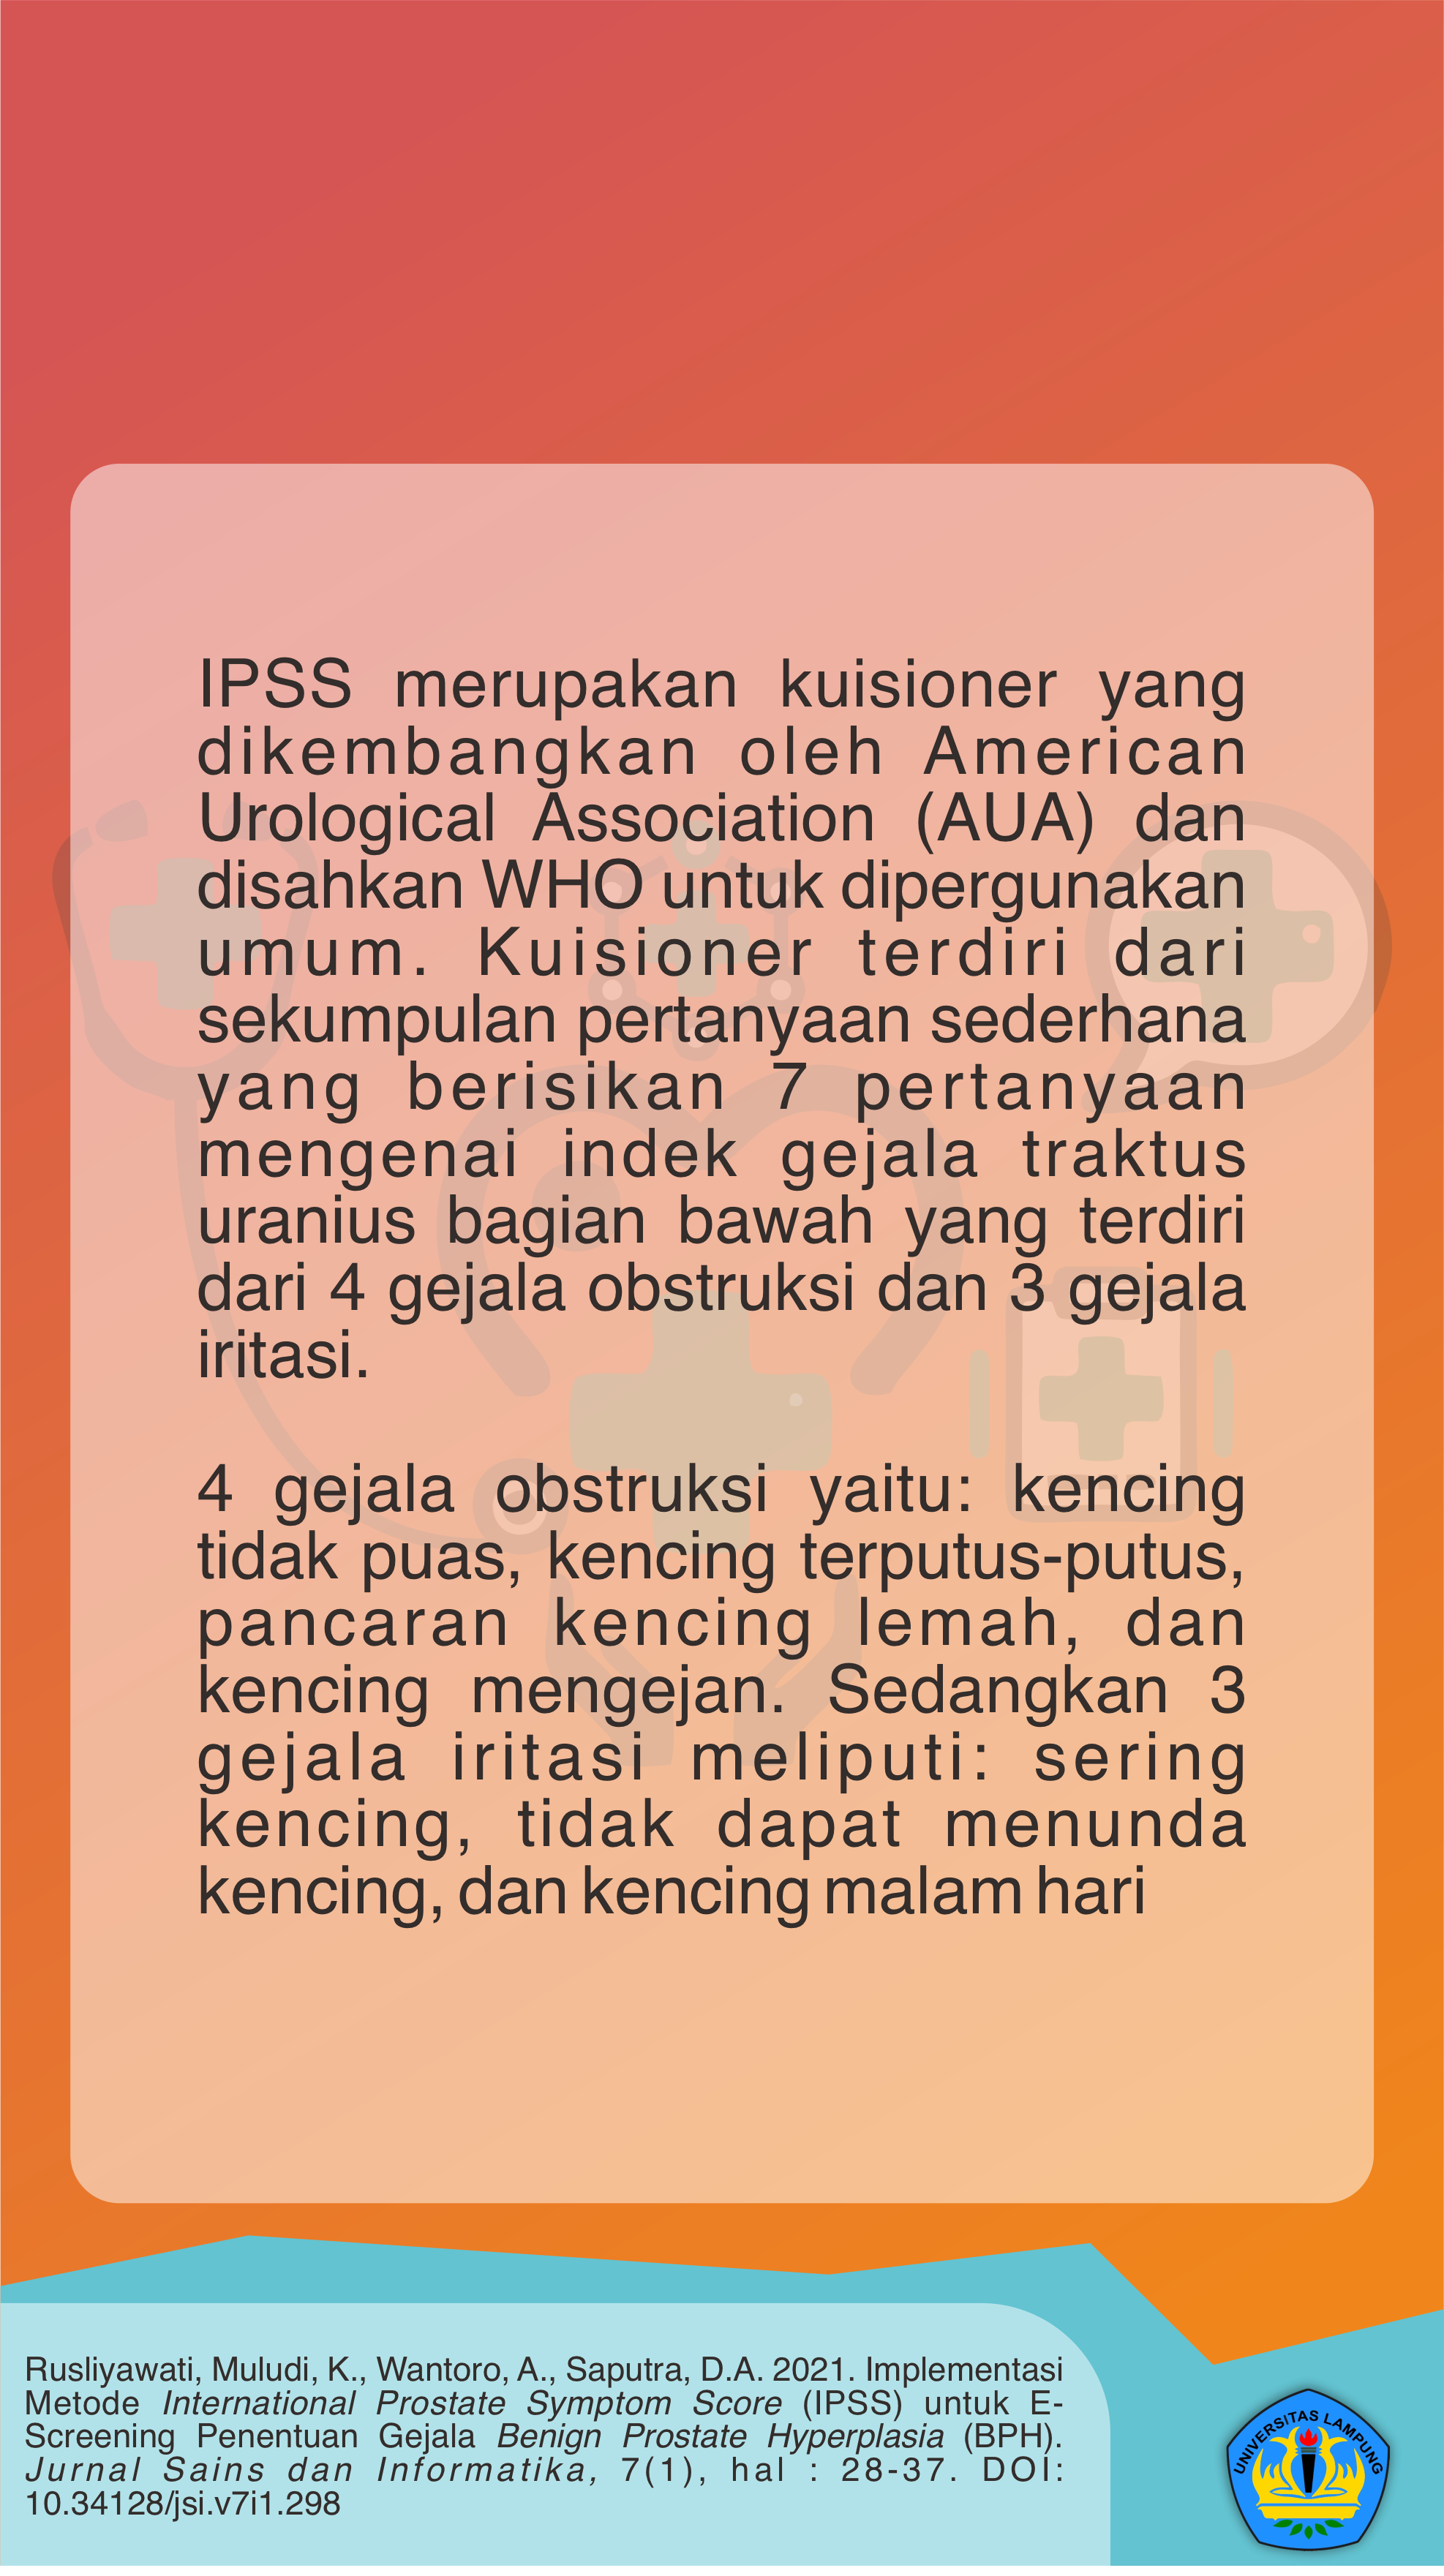 IPSS merupakan kuisioner yang
dikembangkan oleh American
Urological Association (AUA) dan
disahkan WHO untuk dipergunakan
umum. Kuisioner terdiri dari
sekumpulan pertanyaan sederhana
yang berisikan 7 pertanyaan
mengenai indek gejala traktus
uranius bagian bawah yang terdiri
dari 4 gejala obstruksi dan 3 gejala
iritasi.
4 gejala obstruksi yaitu: kencing
tidak puas, kencing terputus-putus,
pancaran kencing lemah, dan
kencing mengejan. Sedangkan 3
gejala iritasi meliputi: sering
kencing, tidak dapat menunda
kencing, dan kencing malam hari
Rusliyawati, Muludi, K., Wantoro, A., Saputra, D.A. 2021. Implementasi
Metode International Prostate Symptom Score (IPSS) untuk E-
Screening Penentuan Gejala Benign Prostate Hyperplasia (BPH).
Jurnal Sains dan Informatika, 7(1), hal : 28-37. DOI:
10.34128/jsi.v7i1.298
UNIVERSITAS LAMPUNG